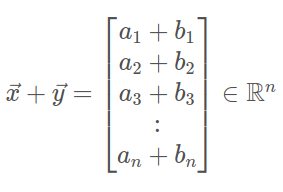 a₁ + b₁
a₂ + b₂
x⃗ + y⃗ = [a₃ + b₃] ∈ ℝⁿ
:
aₙ + bₙ